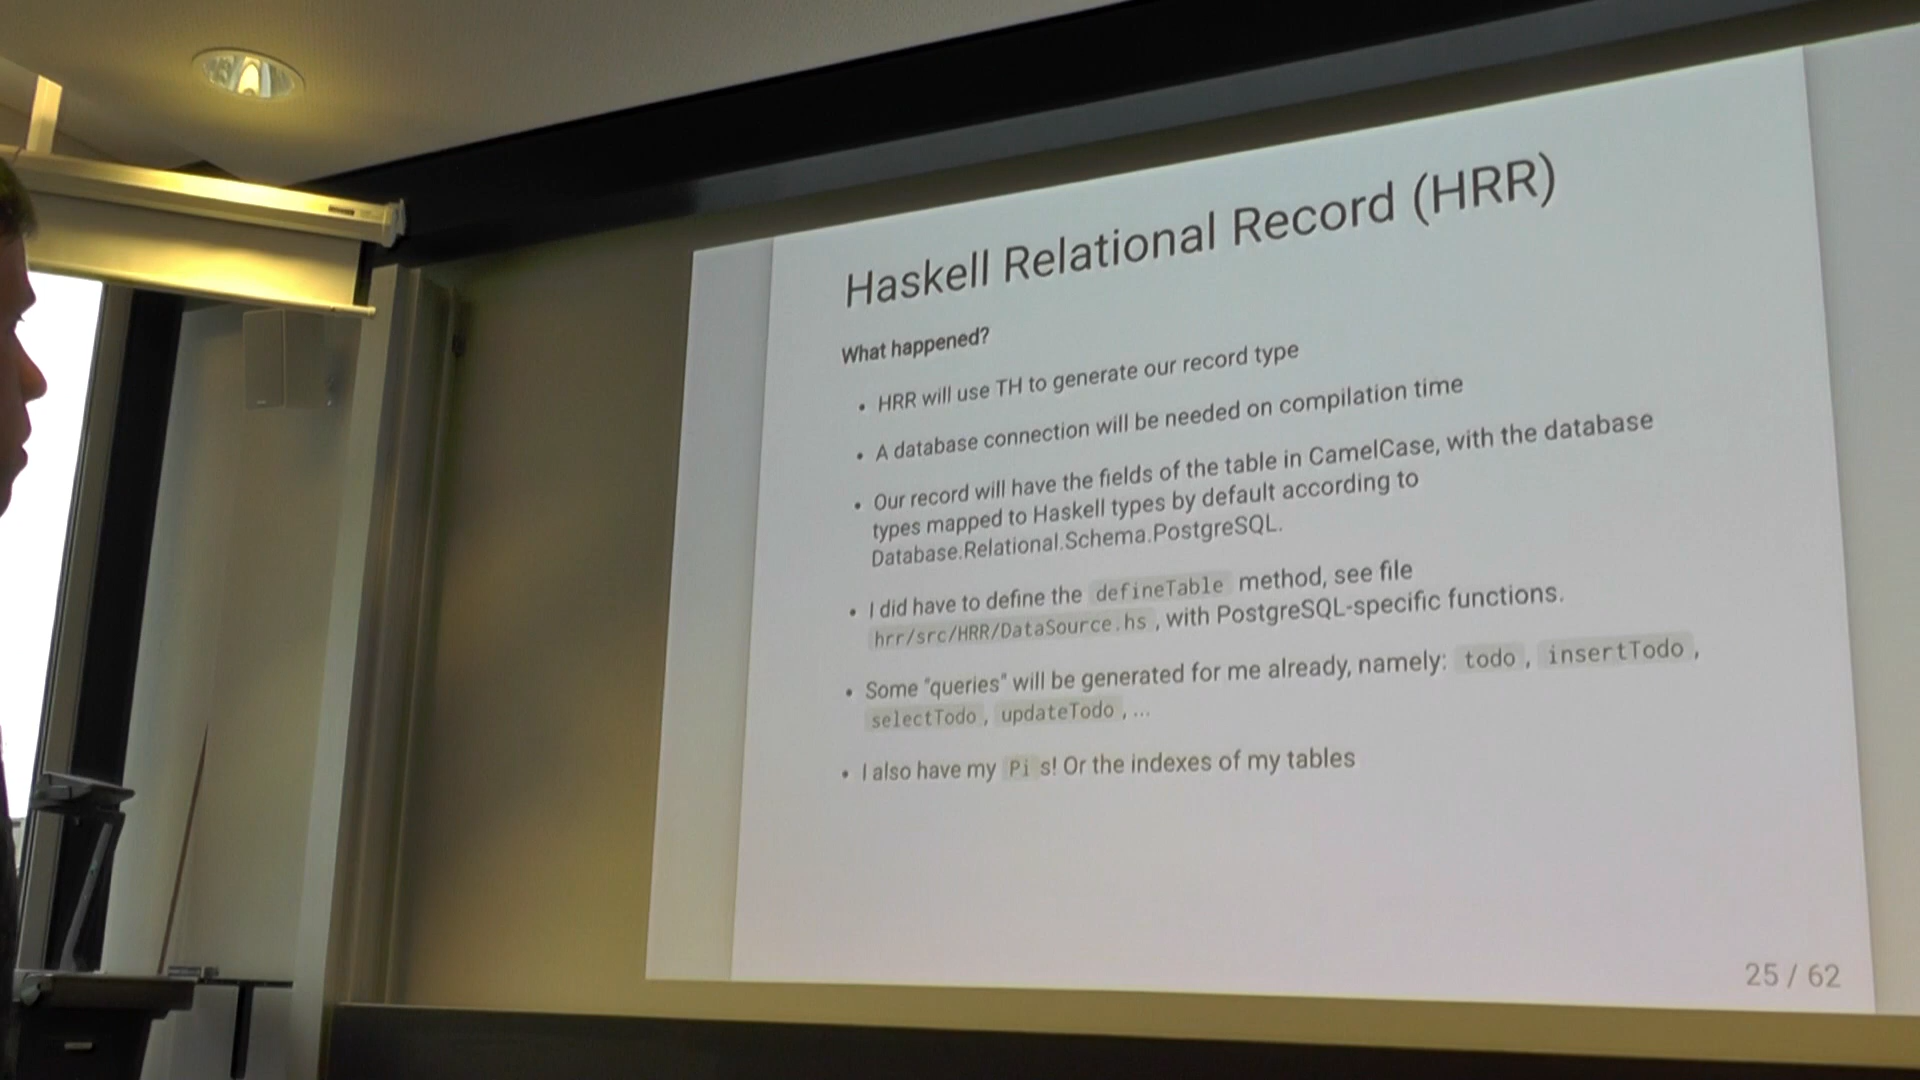 Haskell Relational Record (HRR)
What happened?
• HRR will use TH to generate our record type
• A database connection will be needed on compilation time
• Our record will have the fields of the table in CamelCase, with the database
types mapped to Haskell types by default according to
Database.Relational.Schema.PostgreSQL.
• I did have to define the defineTable method, see file
hrr/src/HRR/DataSource.hs , with PostgreSQL-specific functions.
• Some "queries" will be generated for me already, namely: todo , insertTodo ,
selectTodo , updateTodo , ...
• I also have my Pi s! Or the indexes of my tables
25 / 62